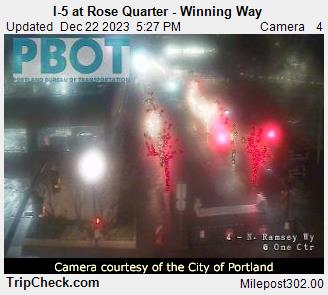 I-5 at Rose Quarter - Winning Way
Updated Dec 22 2023 5:27 PM Camera 4
PBOT
PORTLAND BUREAU OF TRANSPORTATION
4 - N. Ramsey Wy
@ One Ctr
Camera courtesy of the City of Portland
TripCheck.com Milepost302.00